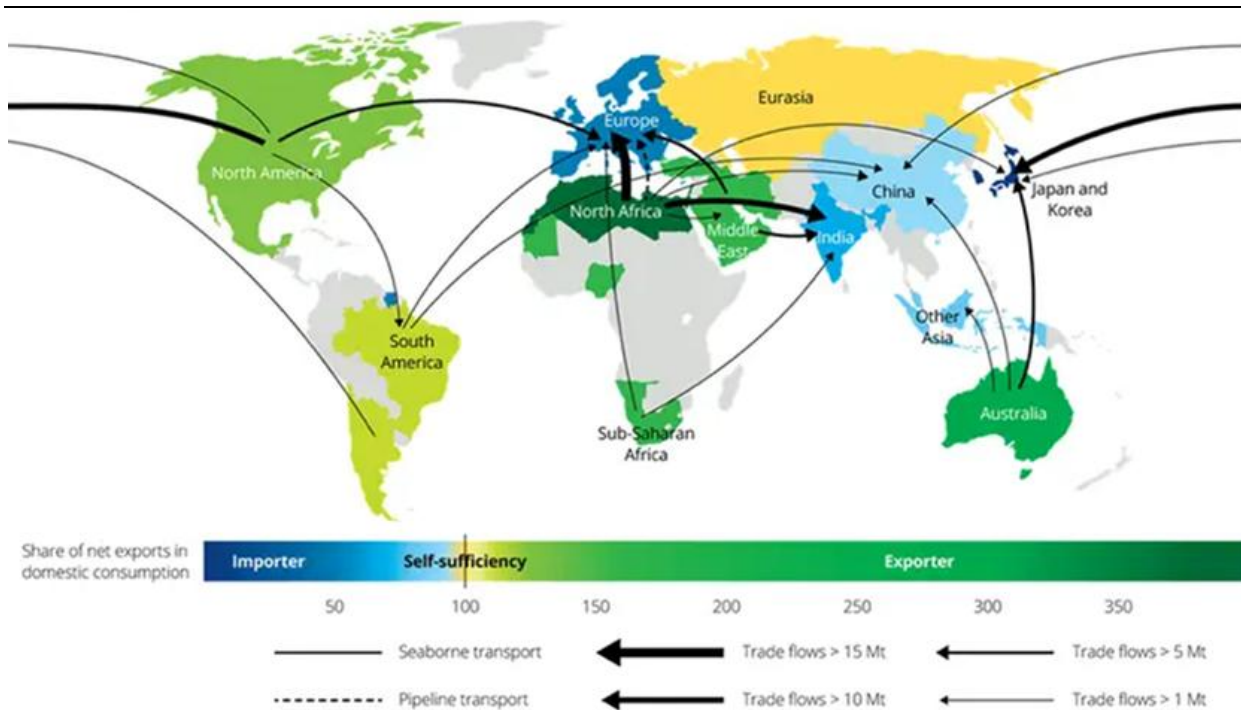 Eurasia
Europe
North America
China
Japan and
Korea
North Africa
Middle
East
India
Other
Asia
South
America
Australia
Sub-Saharan
Africa
Share of net exports in
domestic consumption
Importer
Self-sufficiency
Exporter
50
100
150
200
250
300
350
Seaborne transport
Trade flows > 15 Mt
Trade flows > 5 Mt
Pipeline transport
Trade flows > 10 Mt
Trade flows > 1 Mt